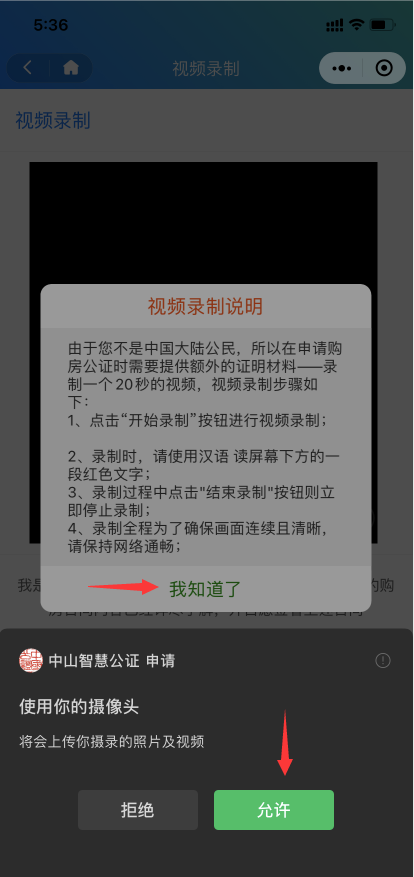 5:36
视频录制
视频录制
视频录制说明
由于您不是中国大陆公民，所以在申请购
房公证时需要提供额外的证明材料——录
制一个20秒的视频，视频录制步骤如
下：
1、点击“开始录制”按钮进行视频录制；
2、录制时，请使用汉语 读屏幕下方的一
段红色文字；
3、录制过程中点击"结束录制"按钮则立
即停止录制；
4、录制全程为了确保画面连续且清晰，
请保持网络通畅；
我知道了
我是
的购
中山智慧公证 申请
使用你的摄像头
将会上传你摄录的照片及视频
拒绝
允许